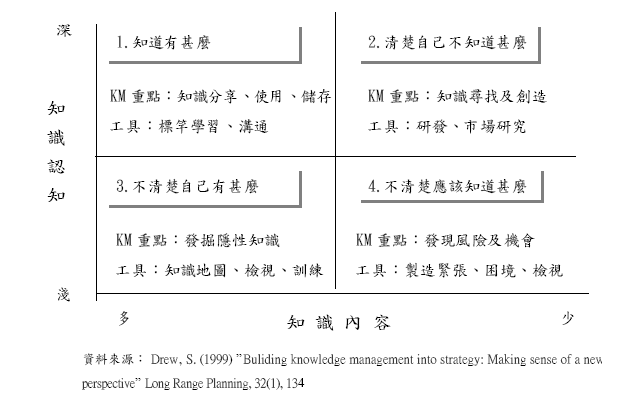 深
1.知道有甚麼
2.清楚自己不知道甚麼
KM 重點：知識分享、使用、儲存
工具：標竿學習、溝通
KM 重點：知識尋找及創造
工具：研發、市場研究
知識認知
3.不清楚自己有甚麼
4.不清楚應該知道甚麼
KM 重點：發掘隱性知識
工具：知識地圖、檢視、訓練
KM 重點：發現風險及機會
工具：製造緊張、困境、檢視
淺
多
知識內容
少
資料來源： Drew, S. (1999) ”Buliding knowledge management into strategy: Making sense of a new
perspective” Long Range Planning, 32(1), 134